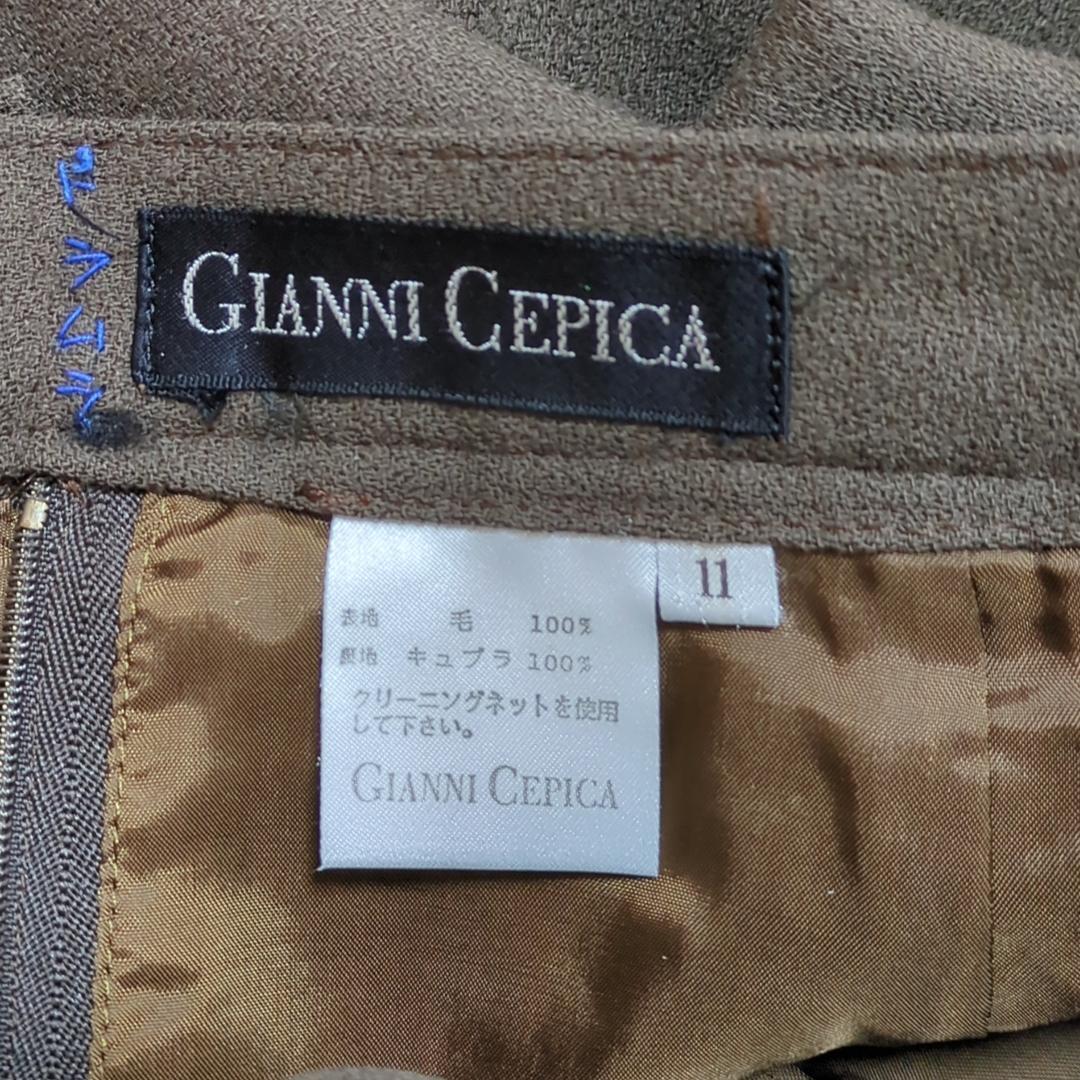 GIANNI CEPICA
11
表地 毛 100%
裏地 キュプラ 100%
クリーニングネットを使用
して下さい。
GIANNI CEPICA